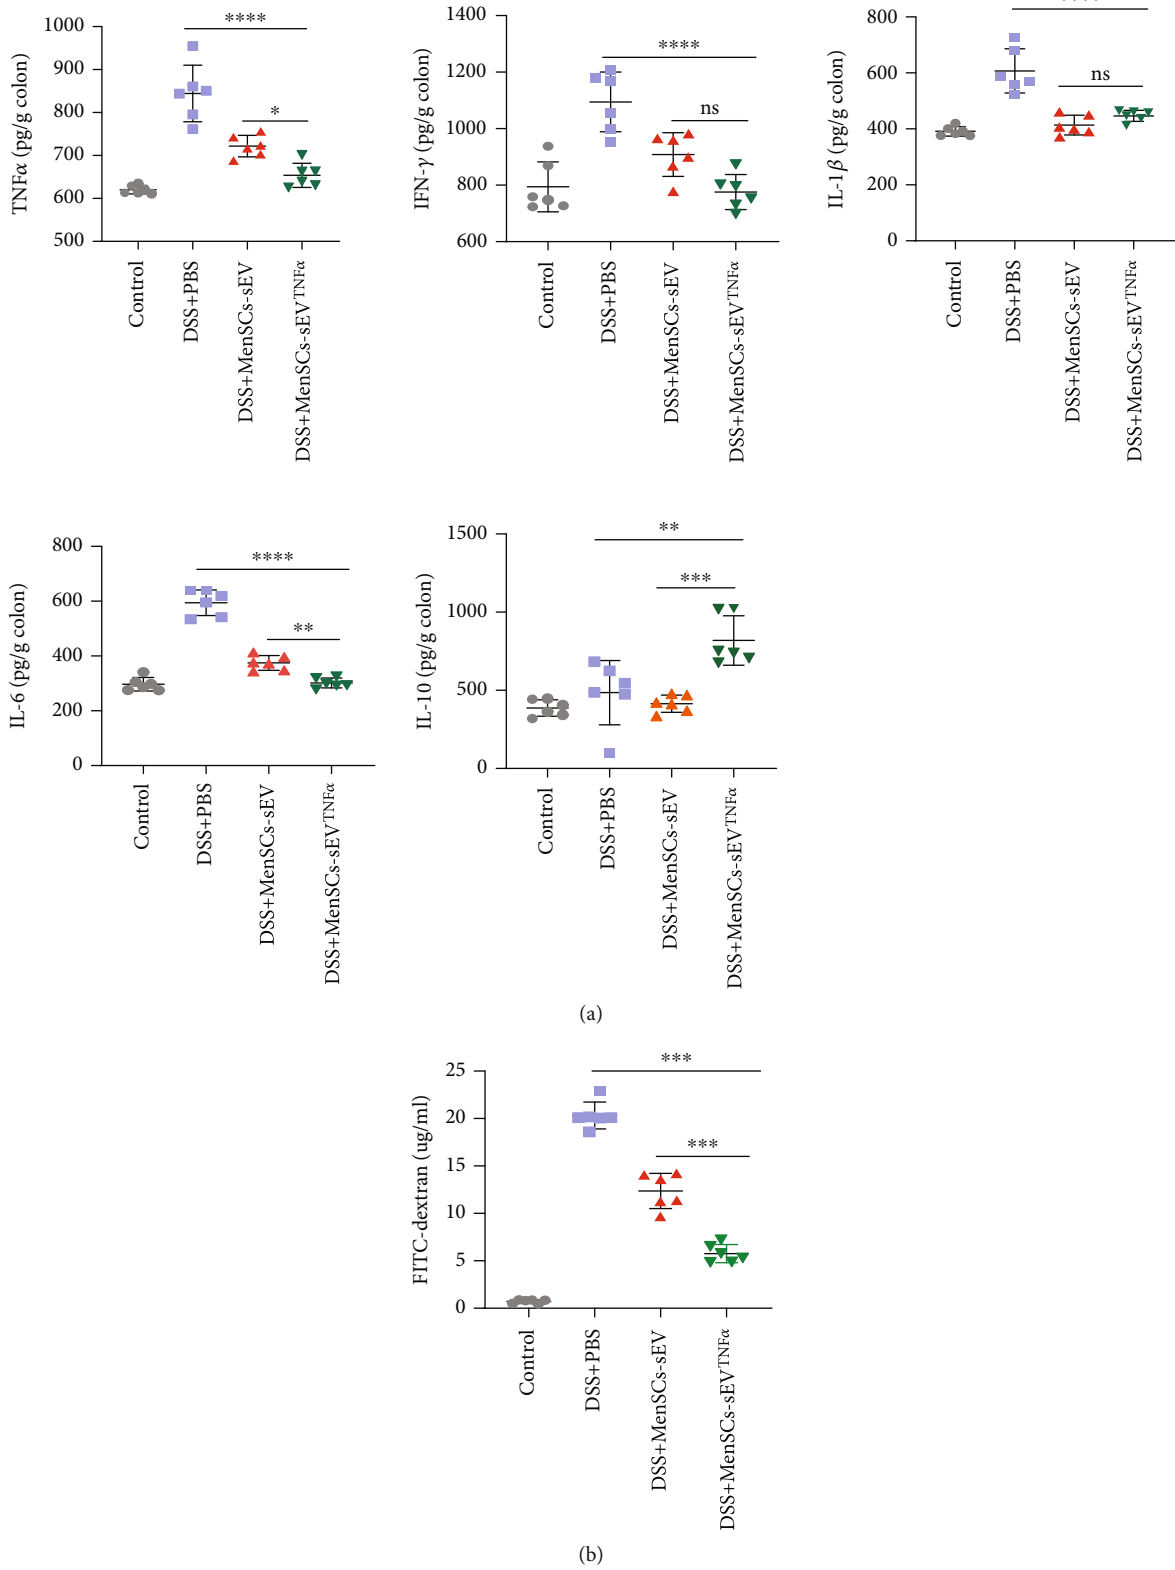 TNFα (pg/g colon)
1000
900
800
700
600
500
****
*
Control
DSS+PBS
DSS+MenSCs-sEV
DSS+MenSCs-sEVTNFα
IFN-γ (pg/g colon)
1400
1200
1000
800
600
****
ns
Control
DSS+PBS
DSS+MenSCs-sEV
DSS+MenSCs-sEVTNFα
IL-1β (pg/g colon)
800
600
400
200
0
ns
Control
DSS+PBS
DSS+MenSCs-sEV
DSS+MenSCs-sEVTNFα
IL-6 (pg/g colon)
800
600
400
200
0
****
**
Control
DSS+PBS
DSS+MenSCs-sEV
DSS+MenSCs-sEVTNFα
IL-10 (pg/g colon)
1500
1000
500
0
**
***
Control
DSS+PBS
DSS+MenSCs-sEV
DSS+MenSCs-sEVTNFα
(a)
FITC-dextran (ug/ml)
25
20
15
10
5
0
***
***
Control
DSS+PBS
DSS+MenSCs-sEV
DSS+MenSCs-sEVTNFα
(b)